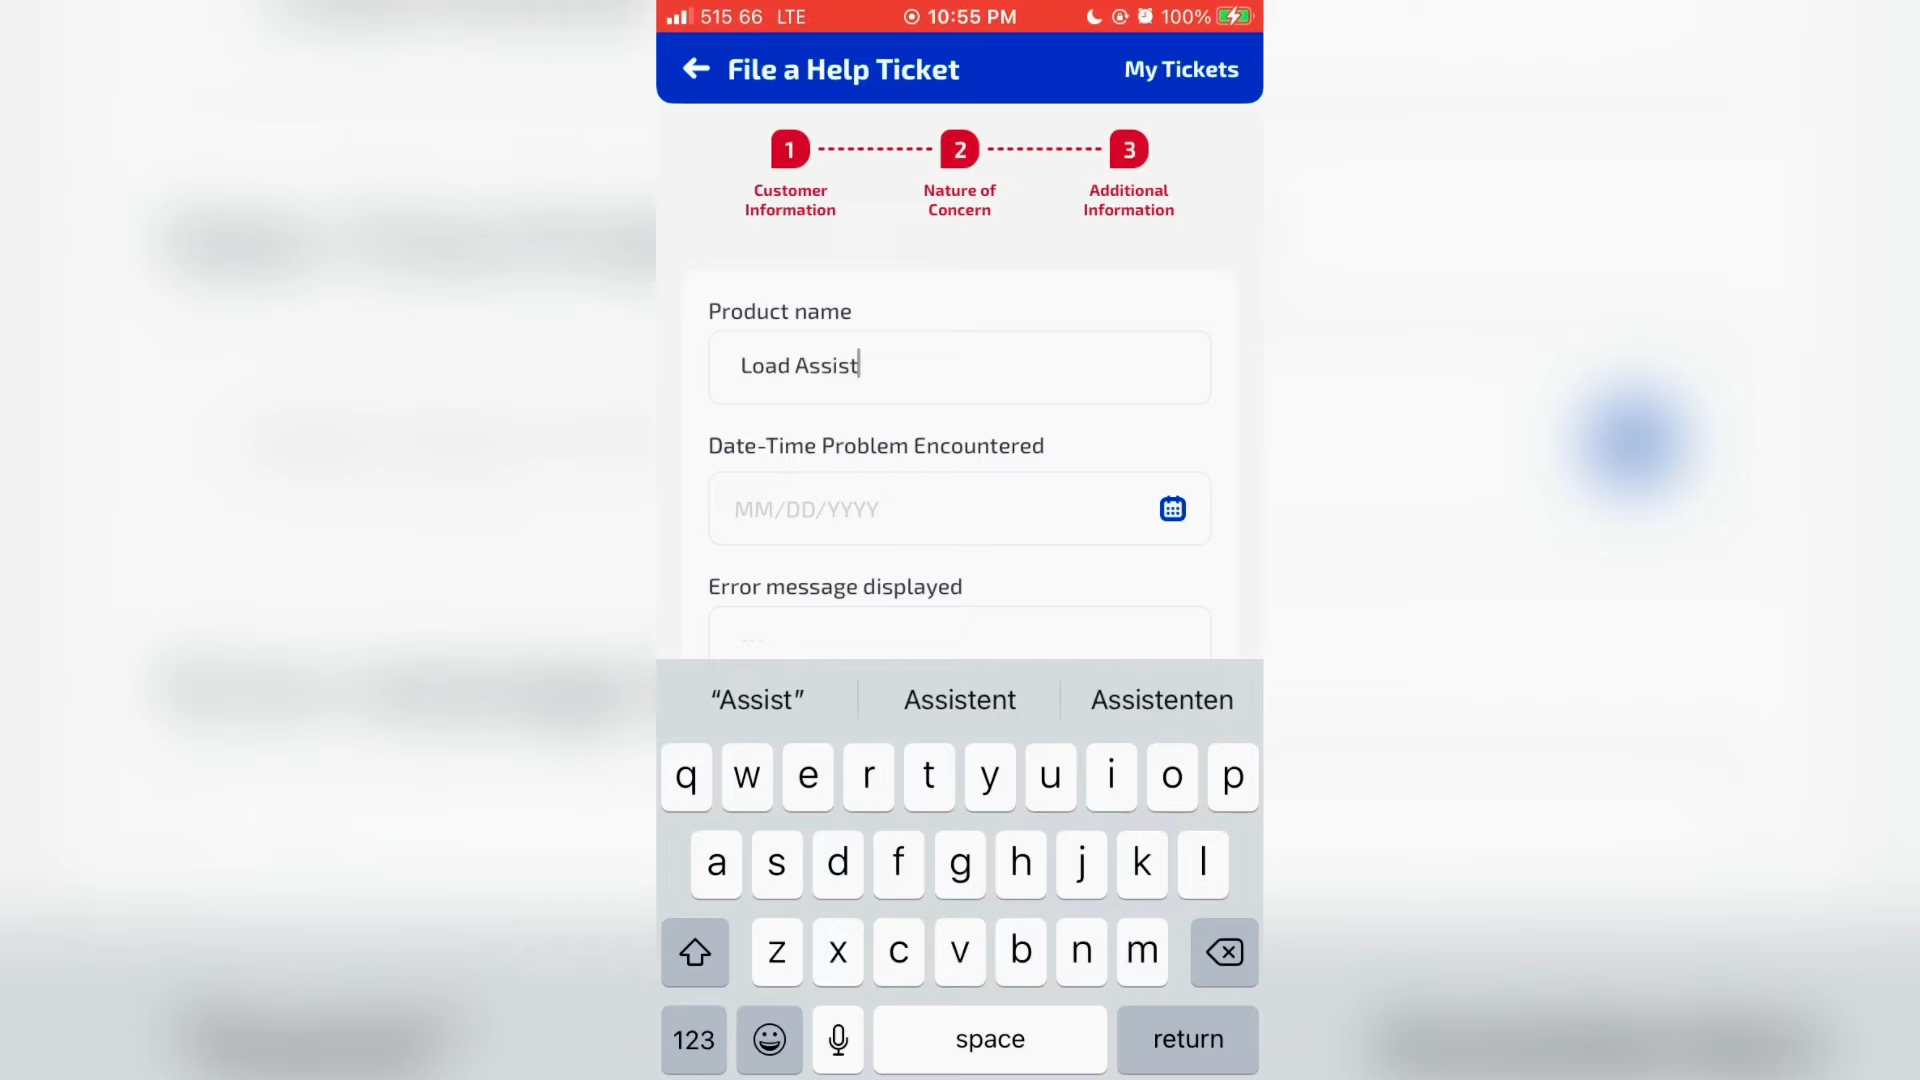 515 66 LTE 10:55 PM 100%
File a Help Ticket My Tickets
1 2 3
Customer Information
Nature of Concern
Additional Information
Product name
Load Assist
Date-Time Problem Encountered
MM/DD/YYYY
Error message displayed
---
“Assist” Assistent Assistenten
q w e r t y u i o p
a s d f g h j k l
z x c v b n m
123 space return